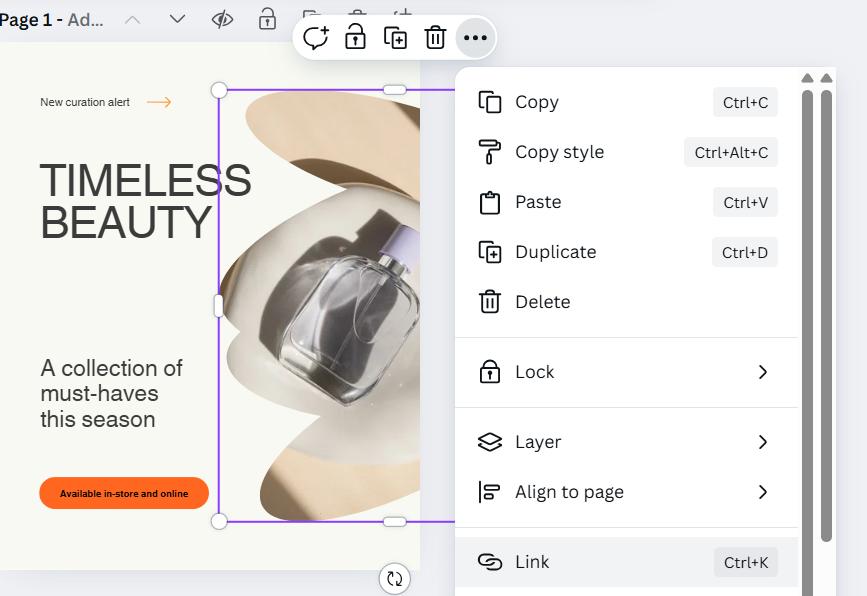 Page 1 - Ad...
New curation alert
TIMELESS
BEAUTY
A collection of
must-haves
this season
Available in-store and online
Copy Ctrl+C
Copy style Ctrl+Alt+C
Paste Ctrl+V
Duplicate Ctrl+D
Delete
Lock
Layer
Align to page
Link Ctrl+K